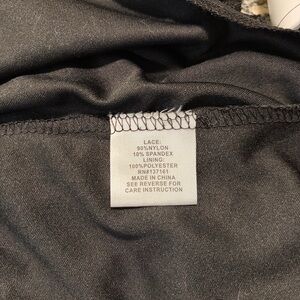 LACE:
90%NYLON
10% SPANDEX
LINING:
100%POLYESTER
RN#137161
MADE IN CHINA
SEE REVERSE FOR
CARE INSTRUCTION